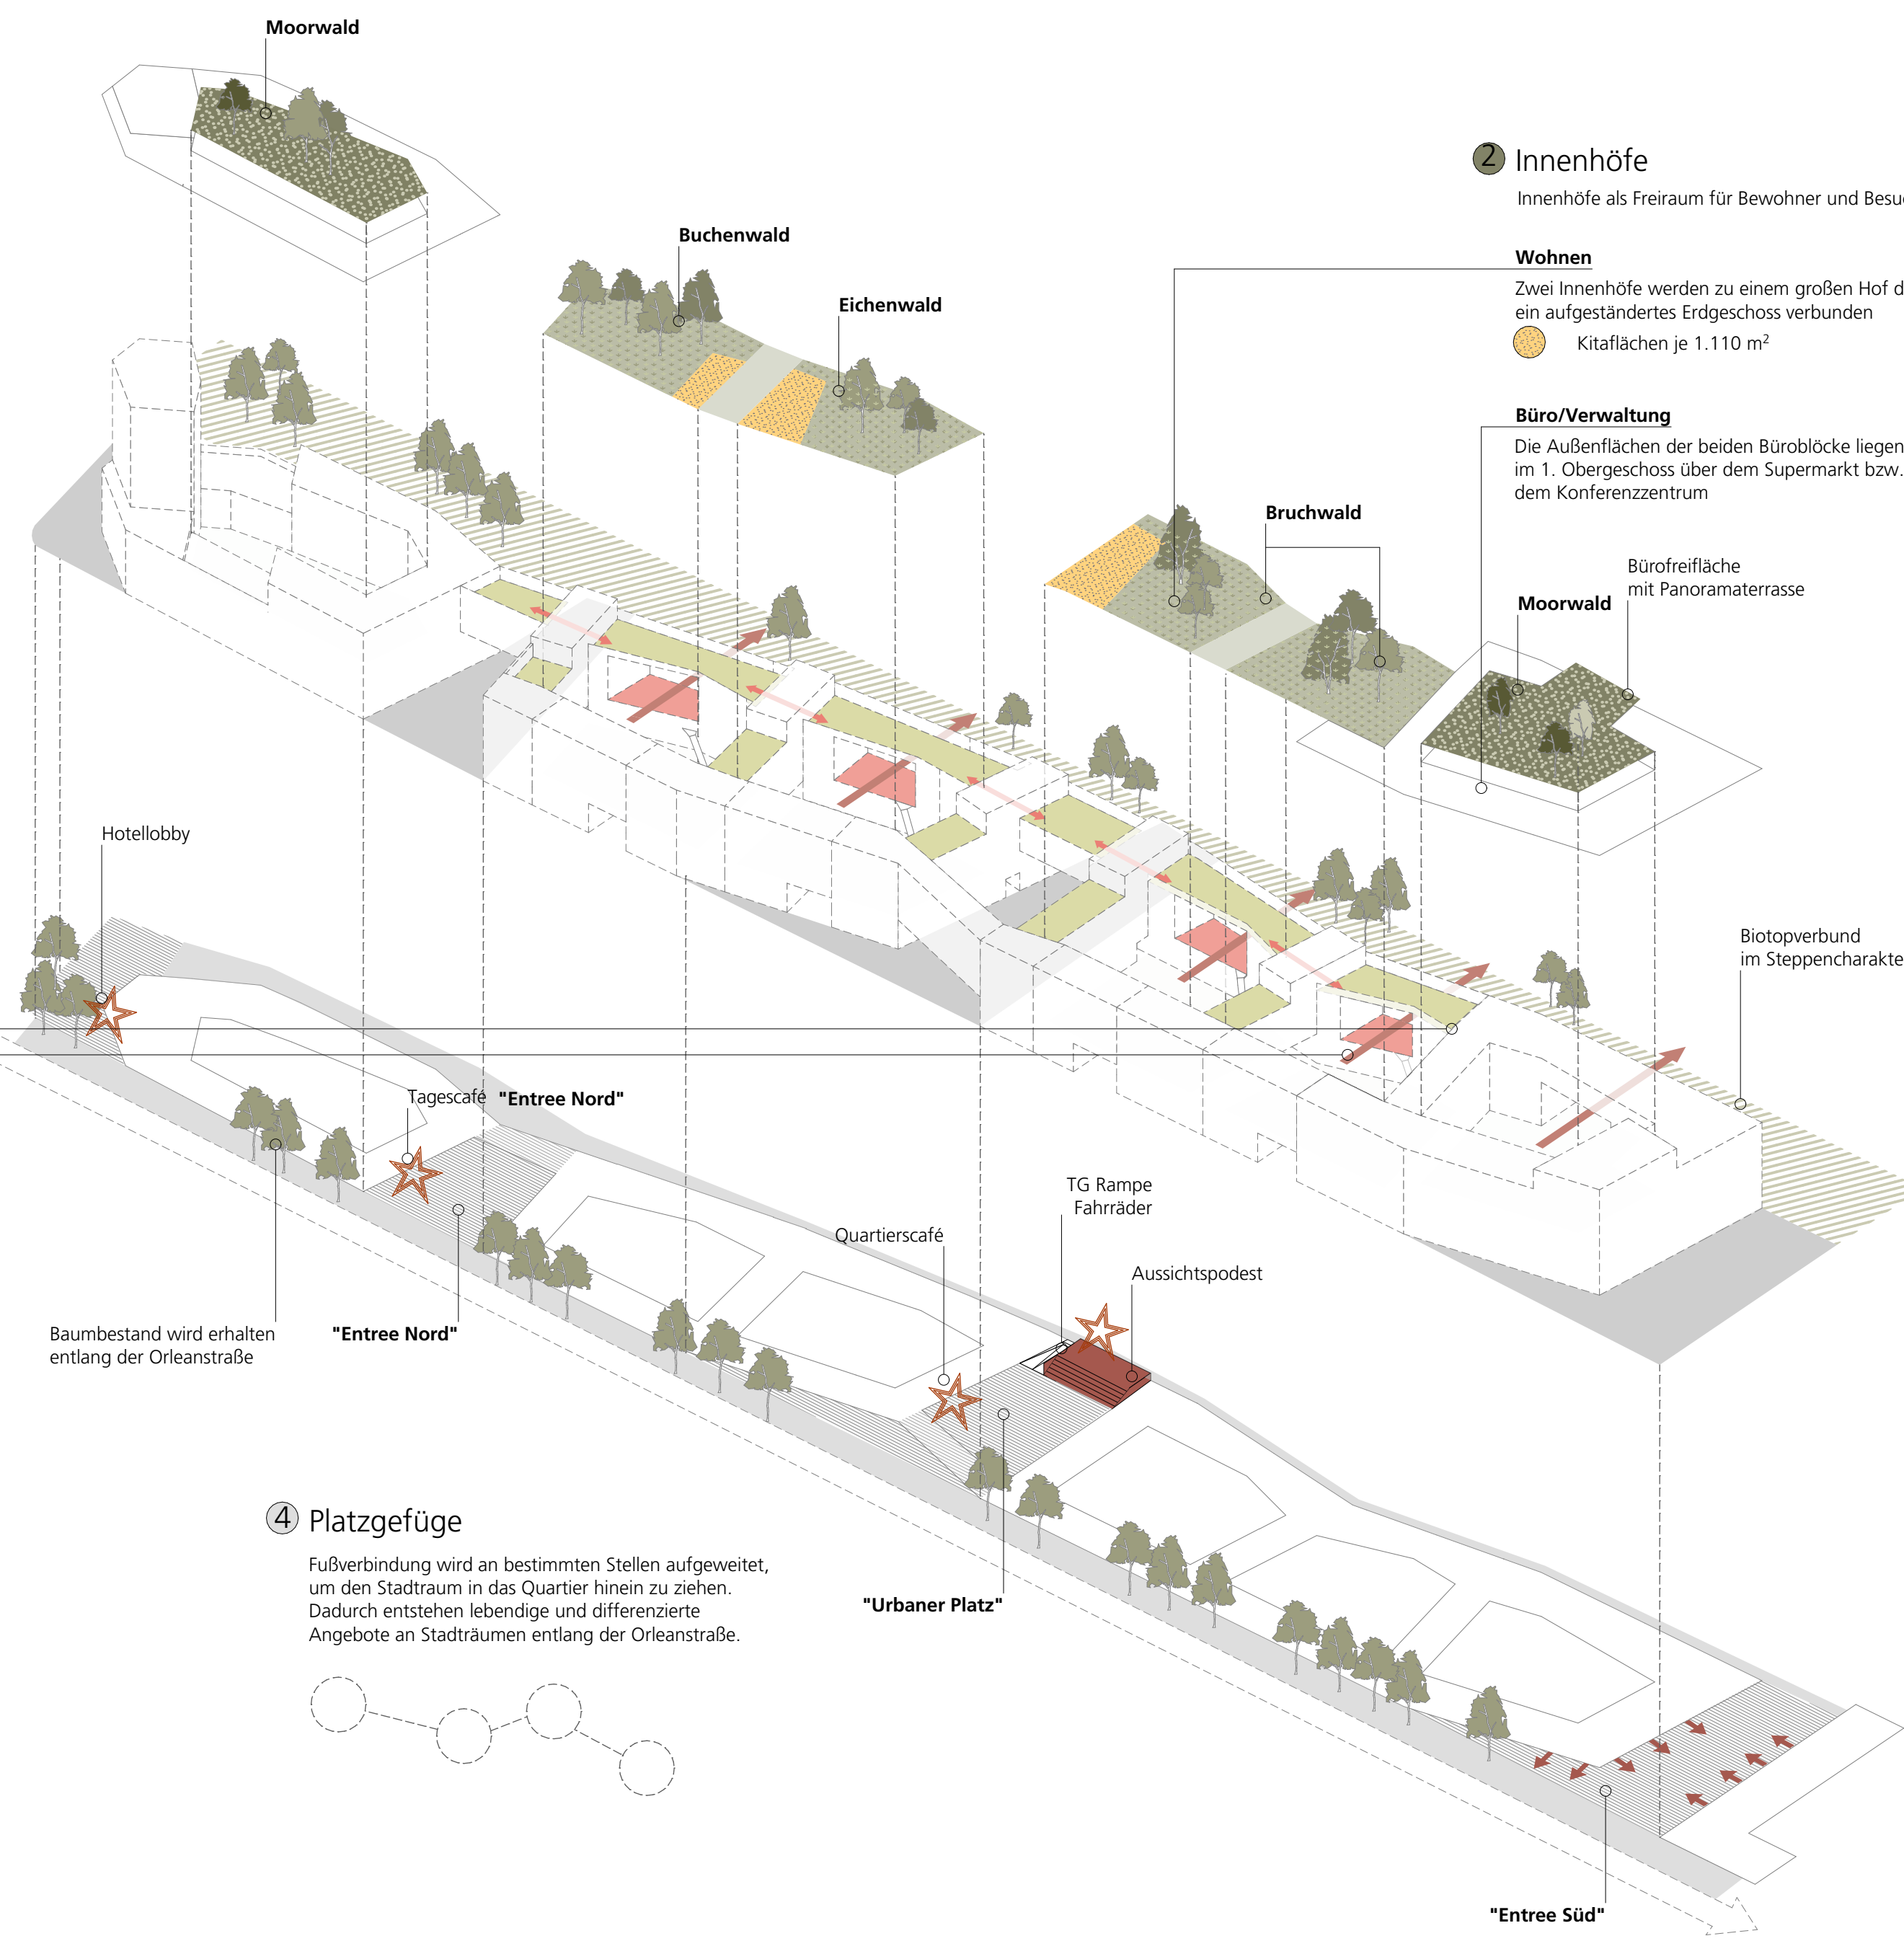 Moorwald
2 Innenhöfe
Innenhöfe als Freiraum für Bewohner und
Buchenwald
Wohnen
Zwei Innenhöfe werden zu einem großen Hof
ein aufgeständertes Erdgeschoss verbunden
Kitaflächen je 1.110 m²
Eichenwald
Büro/Verwaltung
Die Außenflächen der beiden Büroblöcke liegen
im 1. Obergeschoss über dem Supermarkt bzw.
dem Konferenzzentrum
Bruchwald
Bürofreifläche
mit Panoramaterrasse
Moorwald
Hotellobby
Biotopverbund
im
Tagescafé "Entree Nord"
TG Rampe
Fahrräder
Quartierscafé
Aussichtspodest
Baumbestand wird erhalten
entlang der Orleanstraße
"Entree Nord"
4 Platzgefüge
Fußverbindung wird an bestimmten Stellen aufgeweitet,
um den Stadtraum in das Quartier hinein zu ziehen.
Dadurch entstehen lebendige und differenzierte
Angebote an Stadträumen entlang der Orleanstraße.
"Urbaner Platz"
"Entree Süd"